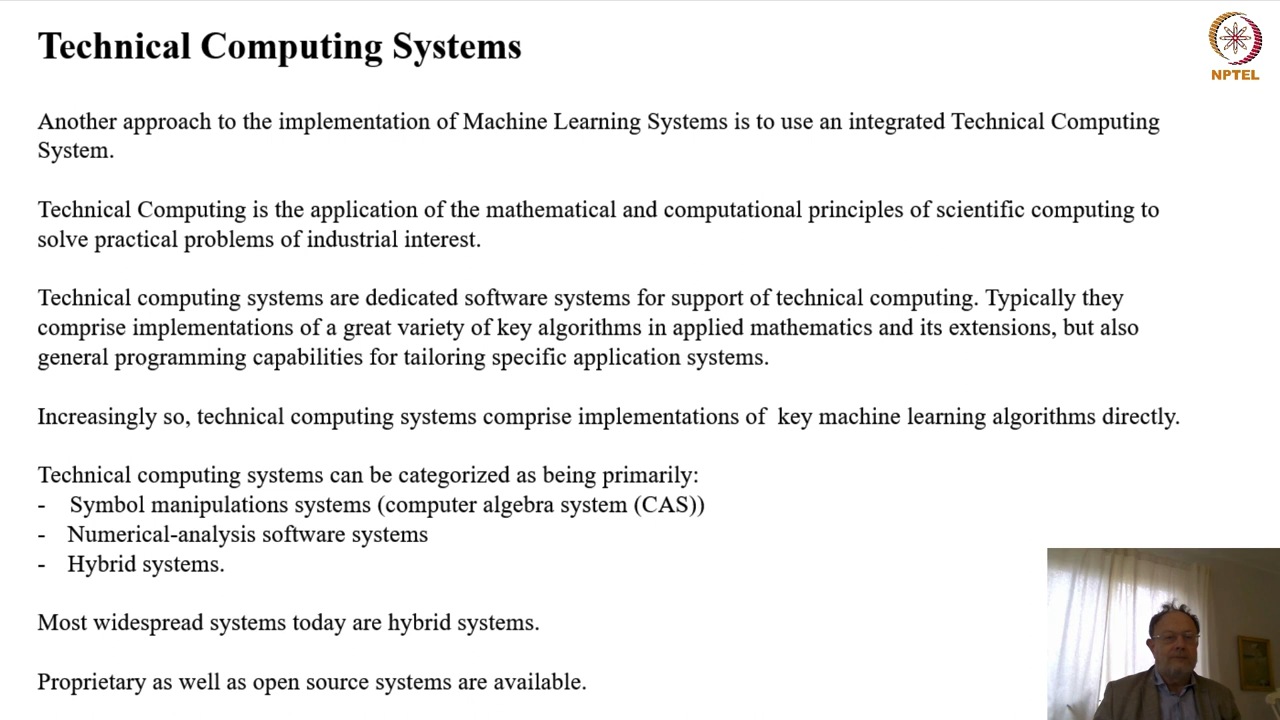 Technical Computing Systems
NPTEL
Another approach to the implementation of Machine Learning Systems is to use an integrated Technical Computing
System.
Technical Computing is the application of the mathematical and computational principles of scientific computing to
solve practical problems of industrial interest.
Technical computing systems are dedicated software systems for support of technical computing. Typically they
comprise implementations of a great variety of key algorithms in applied mathematics and its extensions, but also
general programming capabilities for tailoring specific application systems.
Increasingly so, technical computing systems comprise implementations of  key machine learning algorithms directly.
Technical computing systems can be categorized as being primarily:
- Symbol manipulations systems (computer algebra system (CAS))
- Numerical-analysis software systems
- Hybrid systems.
Most widespread systems today are hybrid systems.
Proprietary as well as open source systems are available.